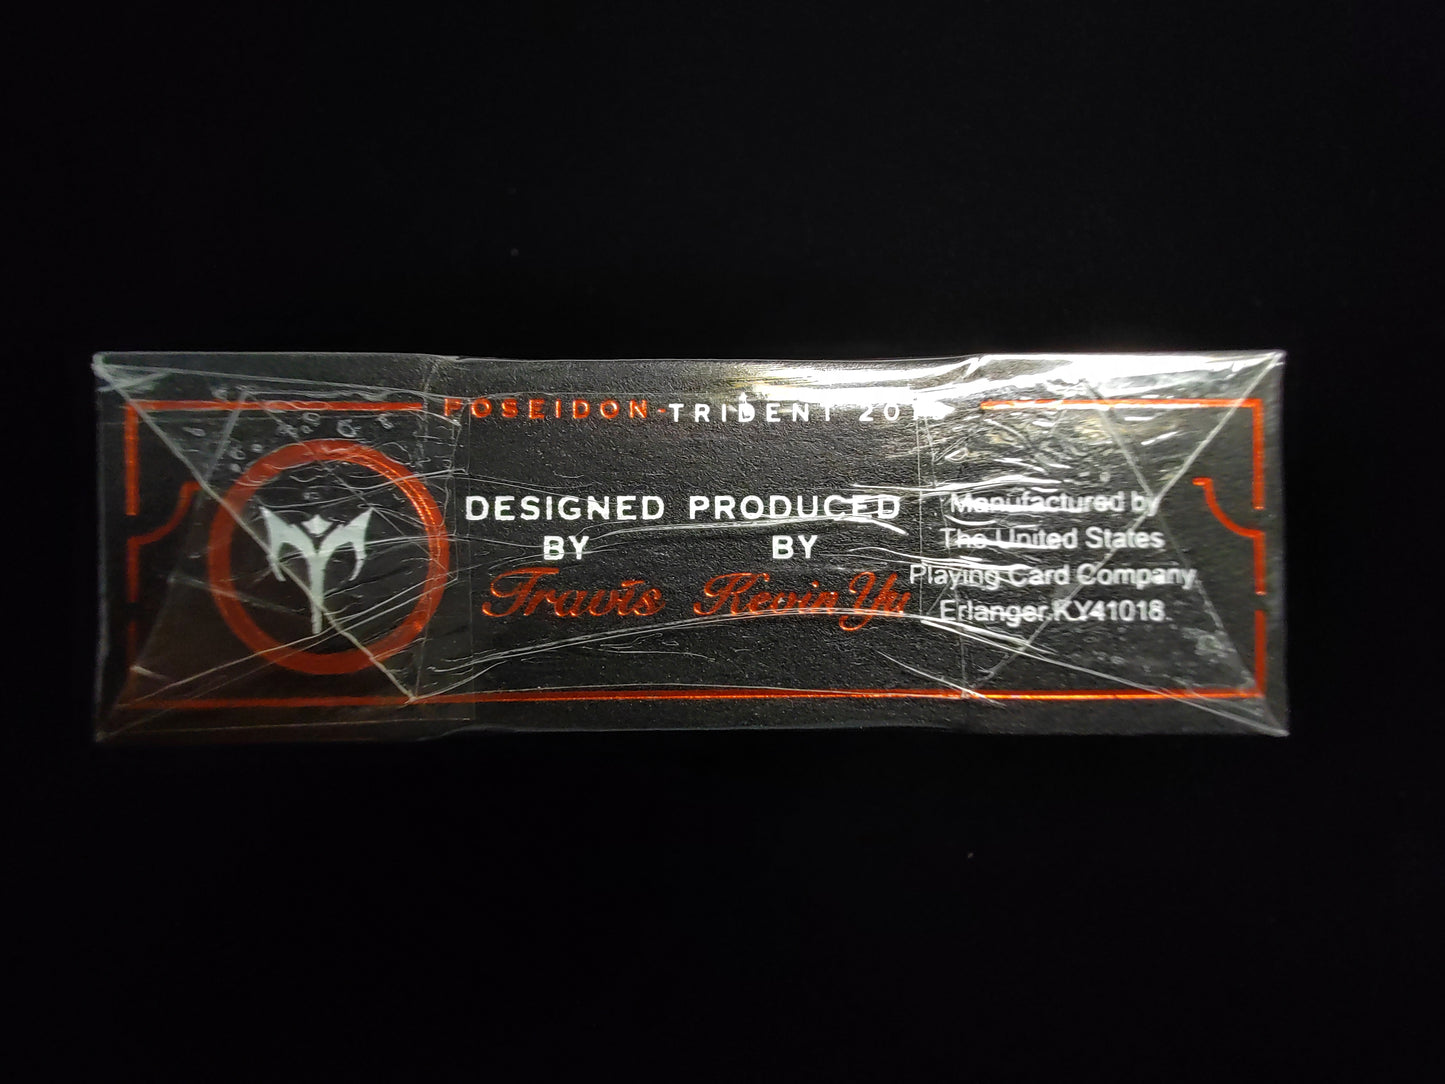 POSEIDON-TRIDENT
DESIGNED
BY
Travis
PRODUCED
BY
Kevin Yu
Manufactured by
The United States
Playing Card Company
Erlanger.KY41018.